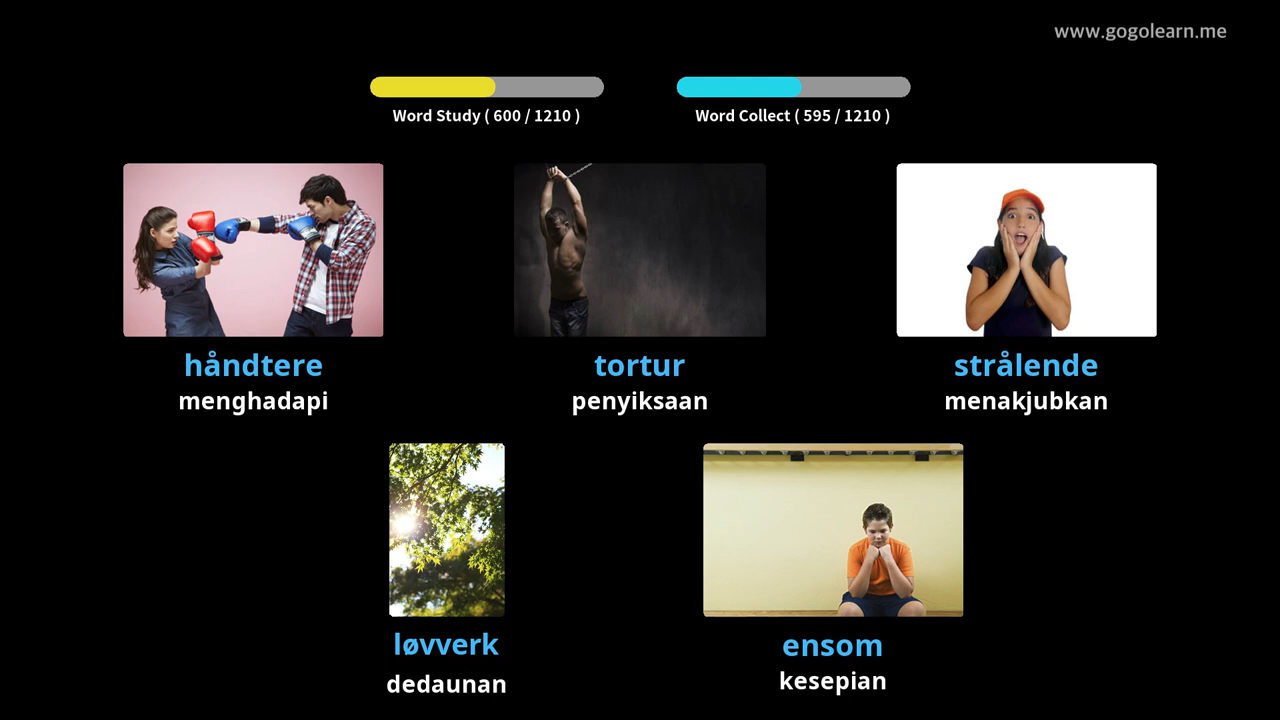 www.gogolearn.me
Word Study ( 600 / 1210 )
Word Collect ( 595 / 1210 )
håndtere
menghadapi
tortur
penyiksaan
strålende
menakjubkan
løvverk
dedaunan
ensom
kesepian